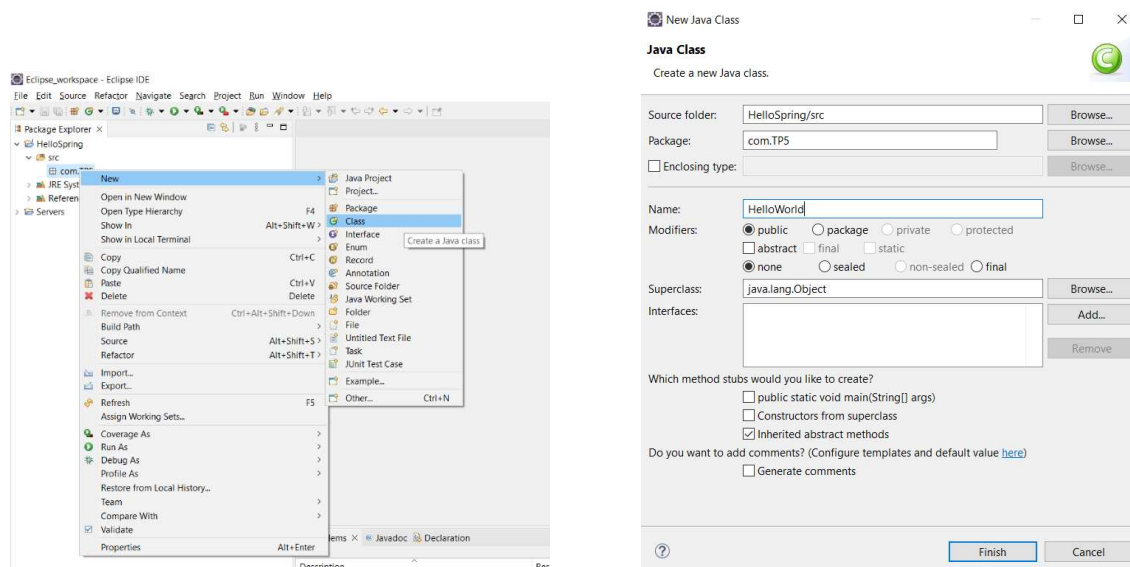 Eclipse_workspace - Eclipse IDE
File Edit Source Refactor Navigate Search Project Run Window Help
Package Explorer ×
HelloSpring
src
com.TP5
JRE Syst
Referen
Servers
New
Open in New Window
Open Type Hierarchy F4
Show In Alt+Shift+W >
Show in Local Terminal >
Copy Ctrl+C
Copy Qualified Name
Paste Ctrl+V
Delete Delete
Remove from Context Ctrl+Alt+Shift+Down
Build Path >
Source Alt+Shift+S >
Refactor Alt+Shift+T >
Import...
Export...
Refresh F5
Assign Working Sets...
Coverage As >
Run As >
Debug As >
Profile As >
Restore from Local History...
Team >
Compare With >
Validate
Properties Alt+Enter
Java Project
Project...
Package
Class
Interface
Enum
Record
Annotation
Source Folder
Java Working Set
Folder
File
Untitled Text File
Task
JUnit Test Case
Example...
Other... Ctrl+N
Create a Java class
lems × Javadoc Declaration
Description
New Java Class
Java Class
Create a new Java class.
Source folder: HelloSpring/src Browse...
Package: com.TP5 Browse...
Enclosing type: Browse...
Name: HelloWorld
Modifiers: public package private protected
abstract final static
none sealed non-sealed final
Superclass: java.lang.Object Browse...
Interfaces: Add...
Remove
Which method stubs would you like to create?
public static void main(String[] args)
Constructors from superclass
Inherited abstract methods
Do you want to add comments? (Configure templates and default value here)
Generate comments
Finish Cancel